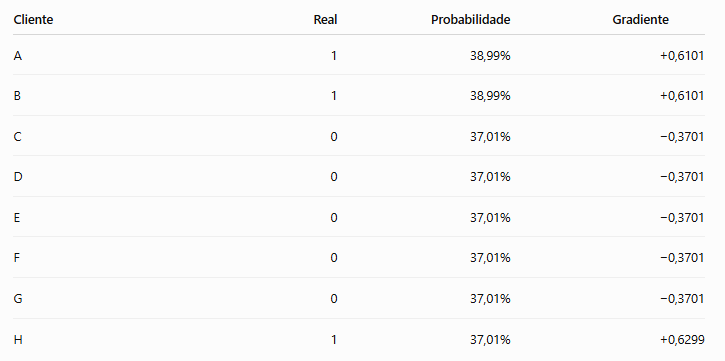 Cliente Real Probabilidade Gradiente
A 1 38,99% +0,6101
B 1 38,99% +0,6101
C 0 37,01% −0,3701
D 0 37,01% −0,3701
E 0 37,01% −0,3701
F 0 37,01% −0,3701
G 0 37,01% −0,3701
H 1 37,01% +0,6299